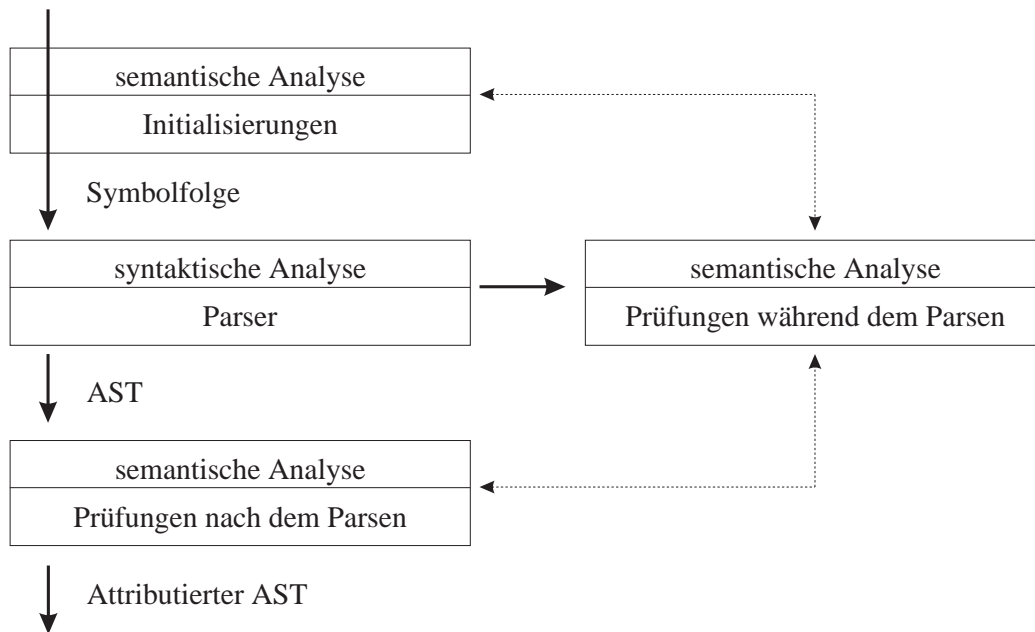 semantische Analyse
Initialisierungen
Symbolfolge
syntaktische Analyse
Parser
semantische Analyse
Prüfungen während dem Parsen
AST
semantische Analyse
Prüfungen nach dem Parsen
Attributierter AST